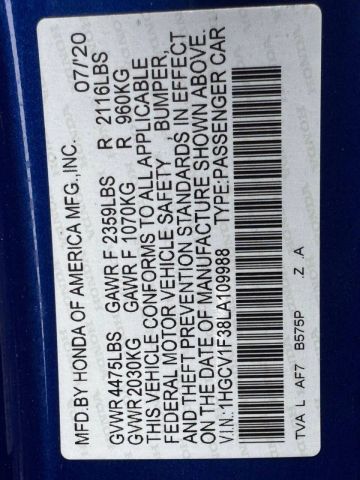 MFD.BY HONDA OF AMERICA MFG.,INC. 07/'20
GVWR 4475LBS GAWR F 2359LBS R 2116LBS
GVWR 2030KG GAWR F 1070KG R 960KG
THIS VEHICLE CONFORMS TO ALL APPLICABLE
FEDERAL MOTOR VEHICLE SAFETY , BUMPER,
AND THEFT PREVENTION STANDARDS IN EFFECT
ON THE DATE OF MANUFACTURE SHOWN ABOVE.
V.I.N.:1HGCV1F38LA109988 TYPE:PASSENGER CAR
TVA L AF7 B575P .Z .A